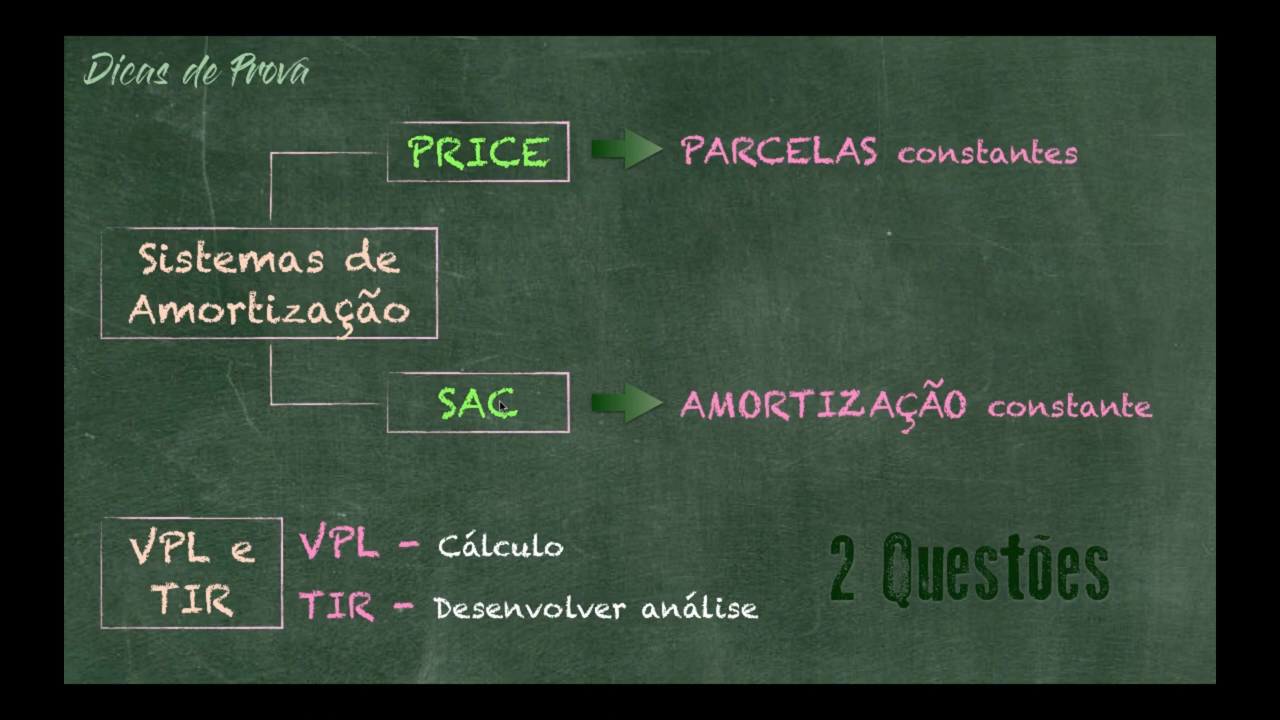 Dicas de Prova
PRICE
PARCELAS constantes
Sistemas de
Amortização
SAC
AMORTIZAÇÃO constante
VPL e
TIR
VPL - Cálculo
TIR - Desenvolver análise
2 Questões